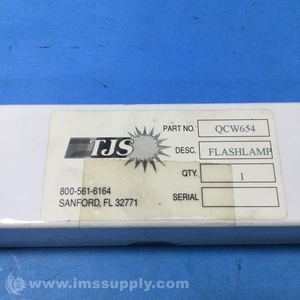 TJS
PART NO. QCW654
DESC. FLASHLAMP
QTY. 1
800-561-6164
SANFORD, FL 32771
SERIAL
© www.imssupply.com